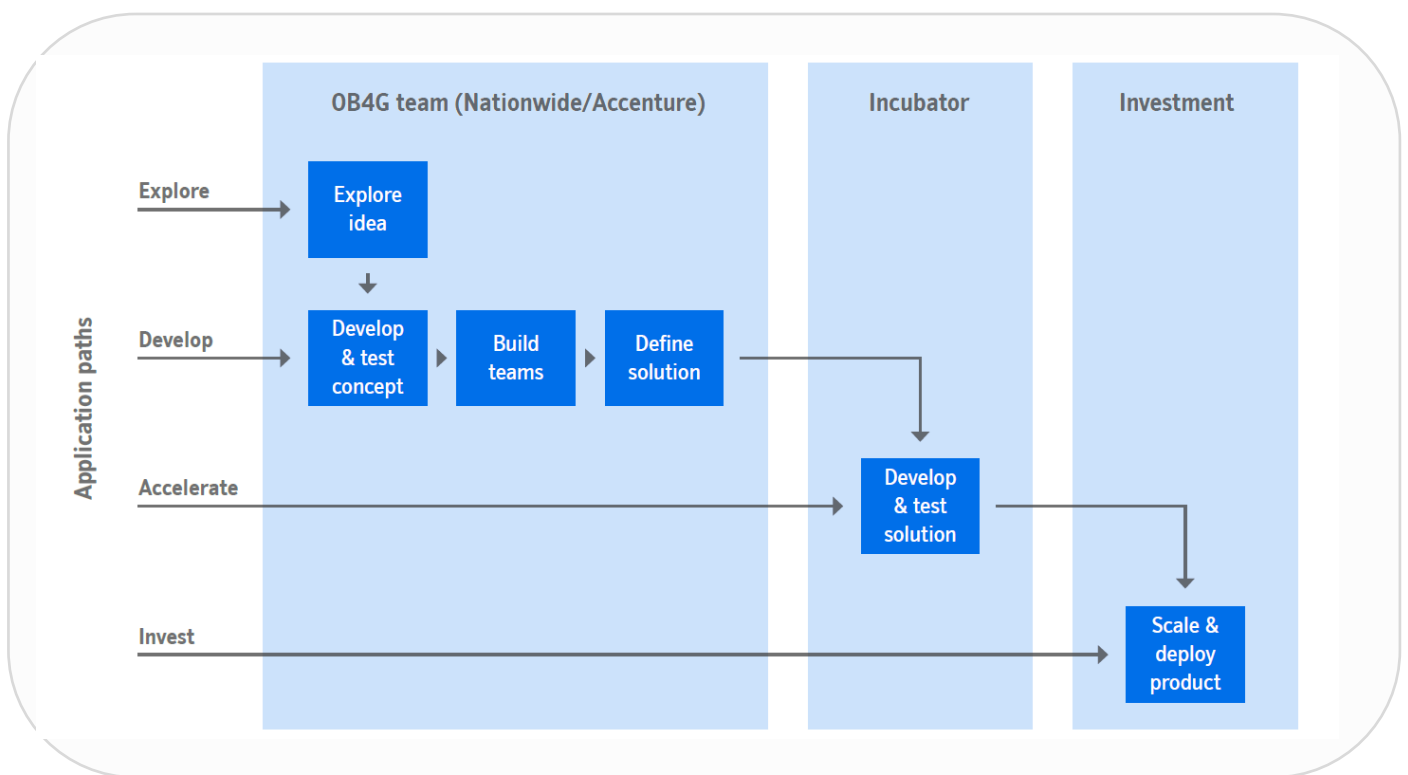 OB4G team (Nationwide/Accenture)
Incubator
Investment
Application paths
Explore
Explore
idea
Develop
Develop
& test
concept
Build
teams
Define
solution
Accelerate
Develop
& test
solution
Invest
Scale &
deploy
product